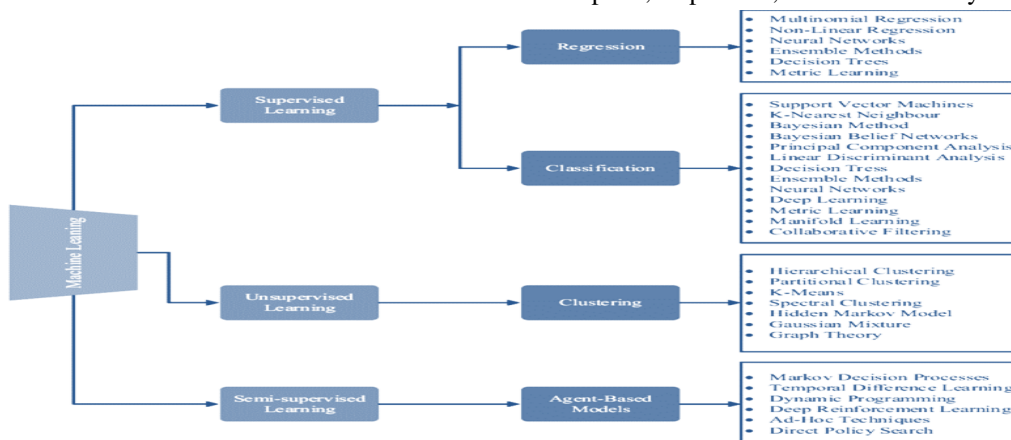 Machine Leaning
Supervised
Learning
Regression
Multinomial Regression
Non-Linear Regression
Neural Networks
Ensemble Methods
Decision Trees
Metric Learning
Classification
Support Vector Machines
K-Nearest Neighbour
Bayesian Method
Bayesian Belief Networks
Principal Component Analysis
Linear Discriminant Analysis
Decision Tress
Ensemble Methods
Neural Networks
Deep Learning
Metric Learning
Manifold Learning
Collaborative Filtering
Unsupervised
Learning
Clustering
Hierarchical Clustering
Partitional Clustering
K-Means
Spectral Clustering
Hidden Markov Model
Gaussian Mixture
Graph Theory
Semi-supervised
Learning
Agent-Based
Models
Markov Decision Processes
Temporal Difference Learning
Dynamic Programming
Deep Reinforcement Learning
Ad-Hoc Techniques
Direct Policy Search